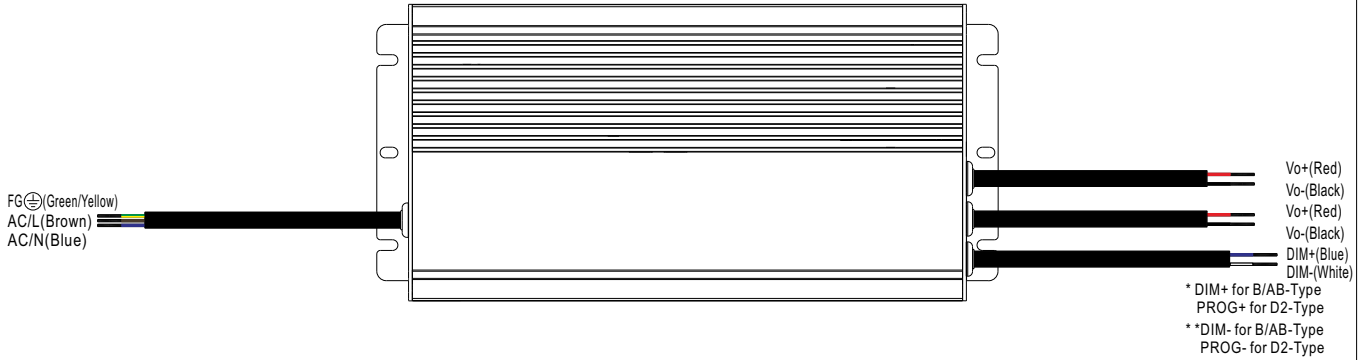 FG⏚(Green/Yellow)
AC/L(Brown)
AC/N(Blue)
Vo+(Red)
Vo-(Black)
Vo+(Red)
Vo-(Black)
DIM+(Blue)
DIM-(White)
* DIM+ for B/AB-Type
PROG+ for D2-Type
* *DIM- for B/AB-Type
PROG- for D2-Type